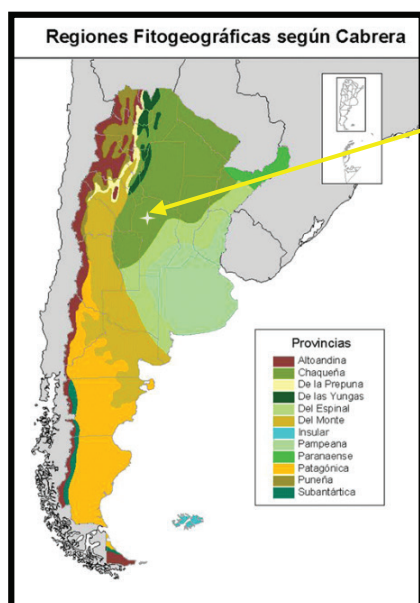 Regiones Fitogeográficas según Cabrera
Provincias
Altoandina
Chaqueña
De la Prepuna
De las Yungas
Del Espinal
Del Monte
Insular
Pampeana
Paranaense
Patagónica
Puneña
Subantártica